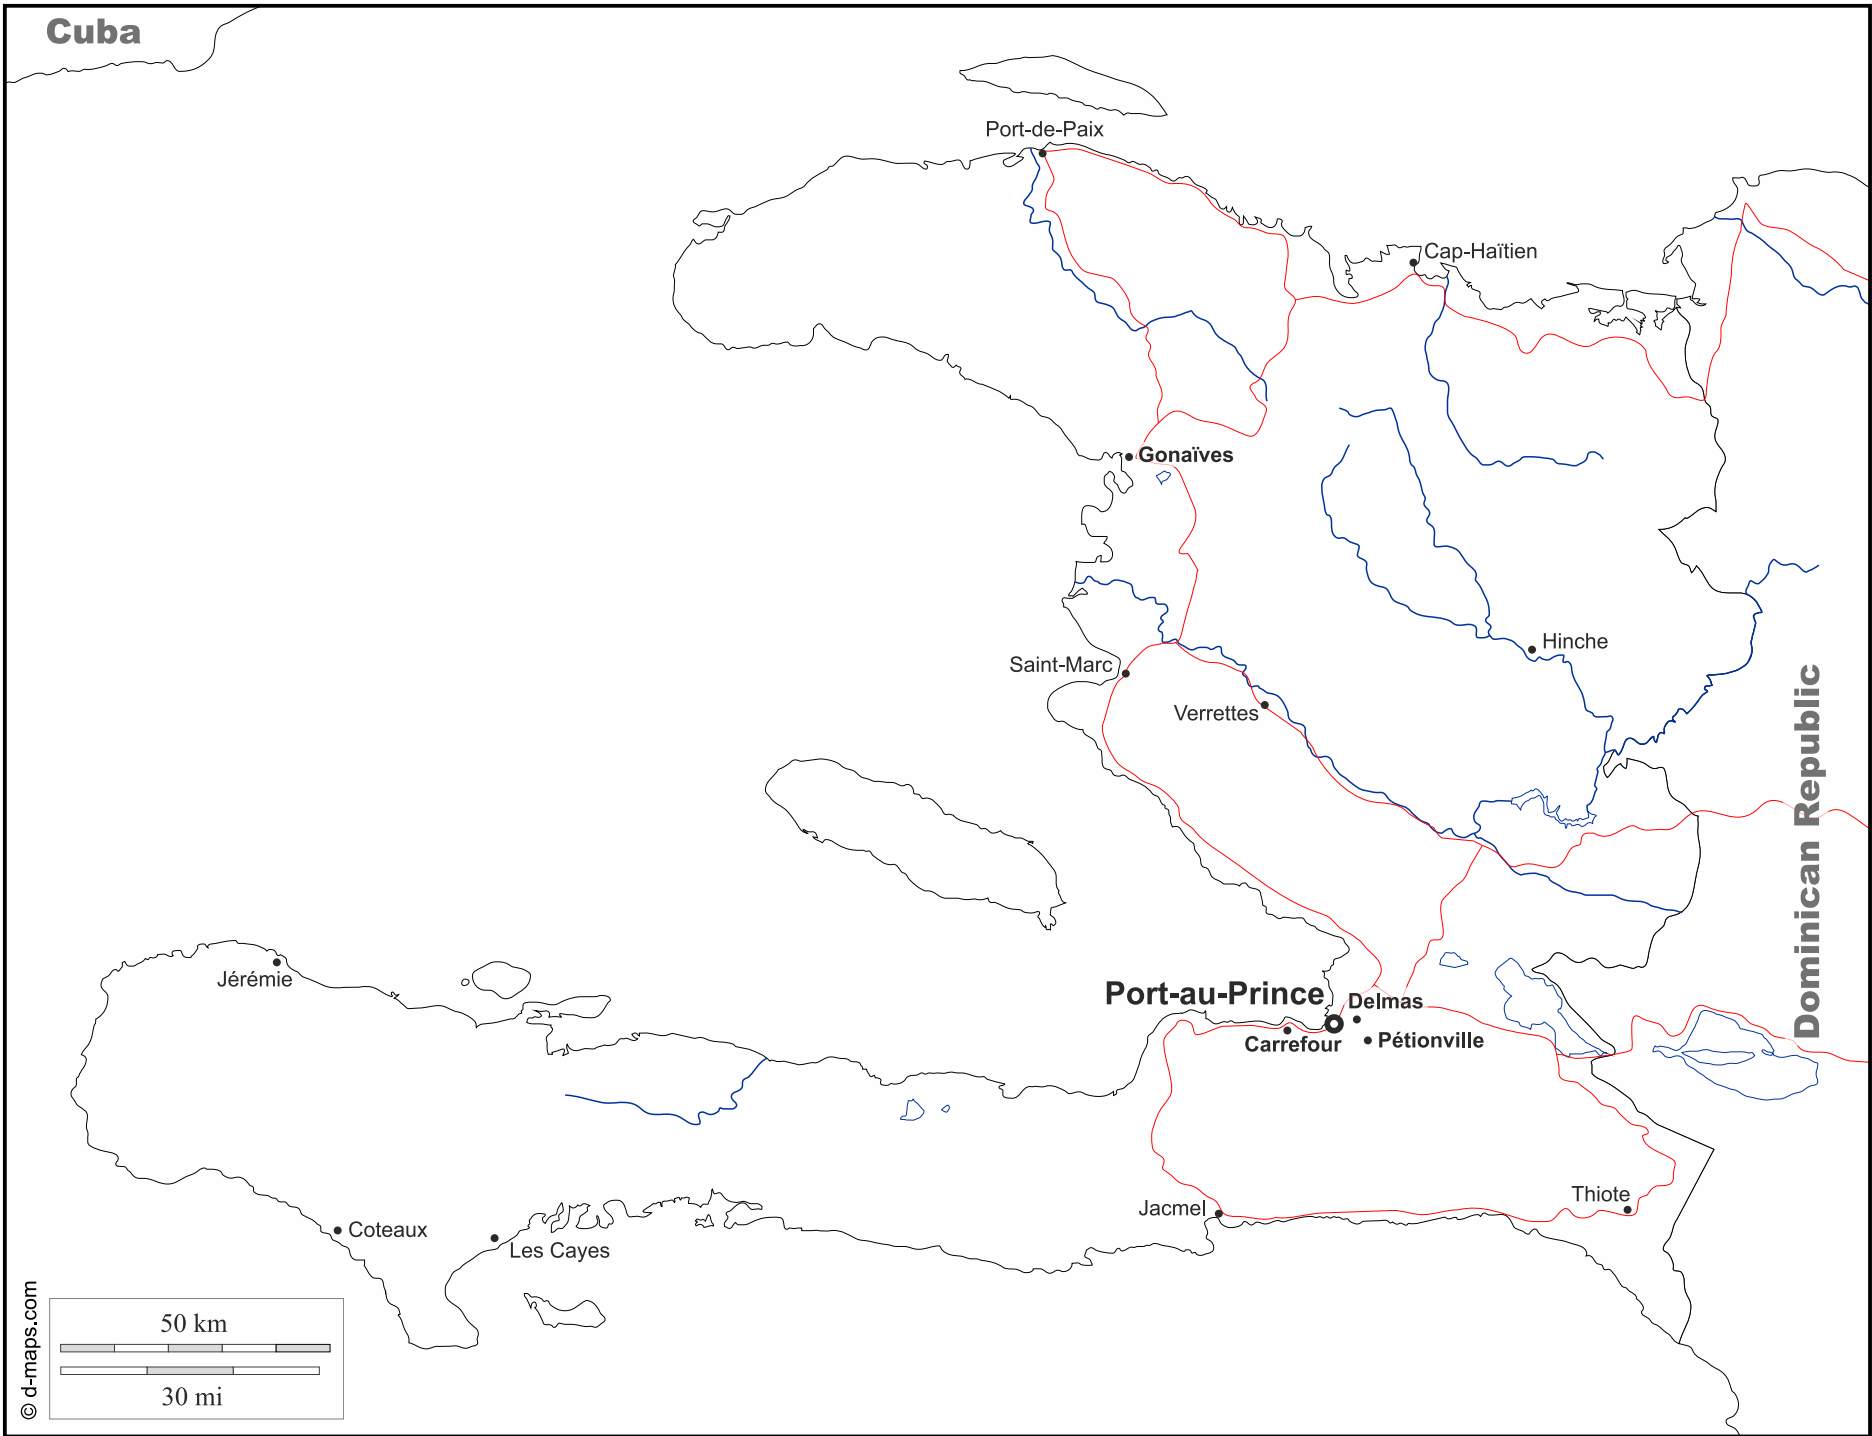 Cuba
Port-de-Paix
Cap-Haïtien
Gonaïves
Hinche
Saint-Marc
Verrettes
Dominican Republic
Jérémie
Port-au-Prince
Delmas
Carrefour
Pétionville
Thiote
Jacmel
Coteaux
Les Cayes
50 km
30 mi
© d-maps.com